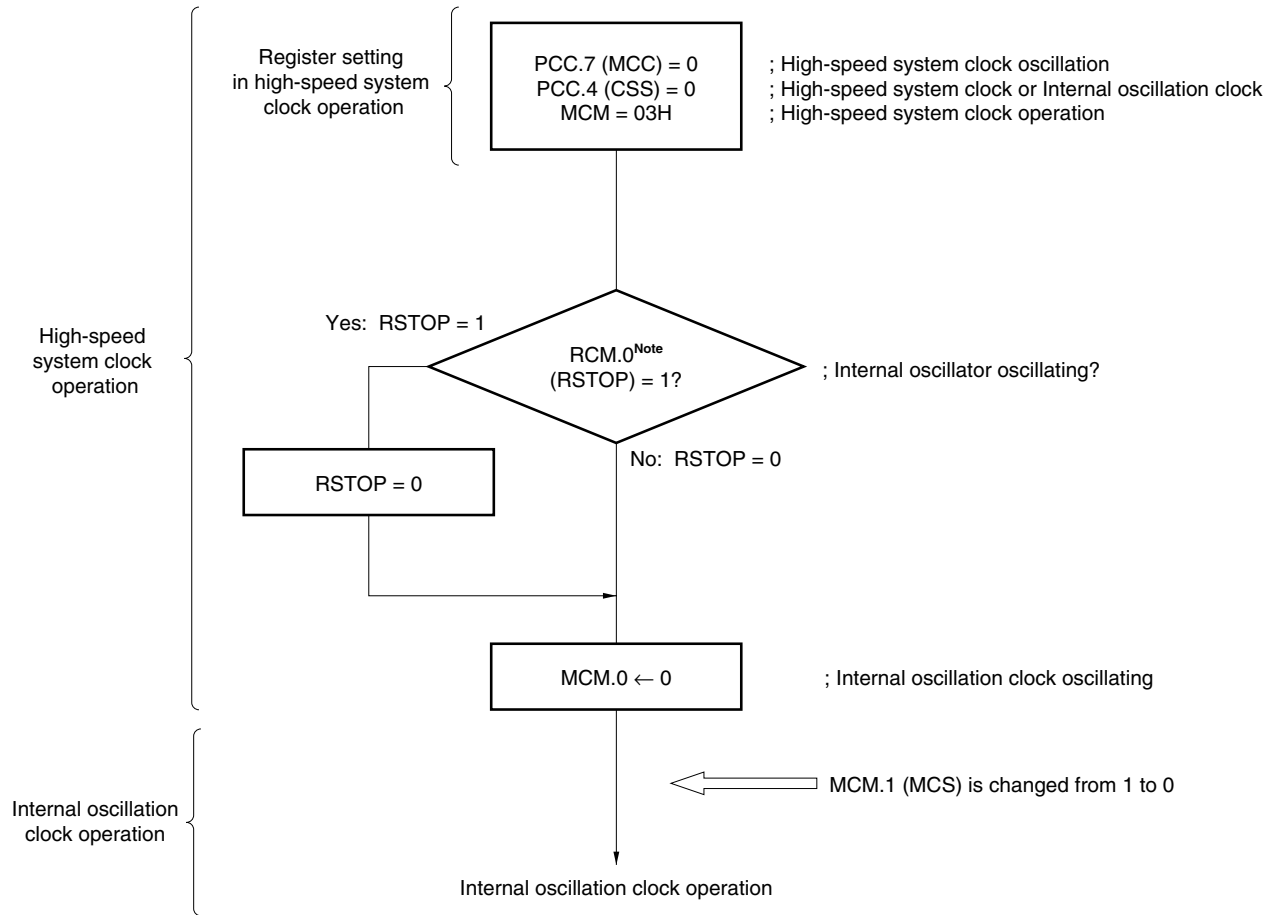 Register setting
in high-speed system
clock operation
PCC.7 (MCC) = 0
PCC.4 (CSS) = 0
MCM = 03H
; High-speed system clock oscillation
; High-speed system clock or Internal oscillation clock
; High-speed system clock operation
High-speed
system clock
operation
Yes: RSTOP = 1
RCM.0Note
(RSTOP) = 1?
; Internal oscillator oscillating?
No: RSTOP = 0
RSTOP = 0
MCM.0 ← 0
; Internal oscillation clock oscillating
MCM.1 (MCS) is changed from 1 to 0
Internal oscillation
clock operation
Internal oscillation clock operation